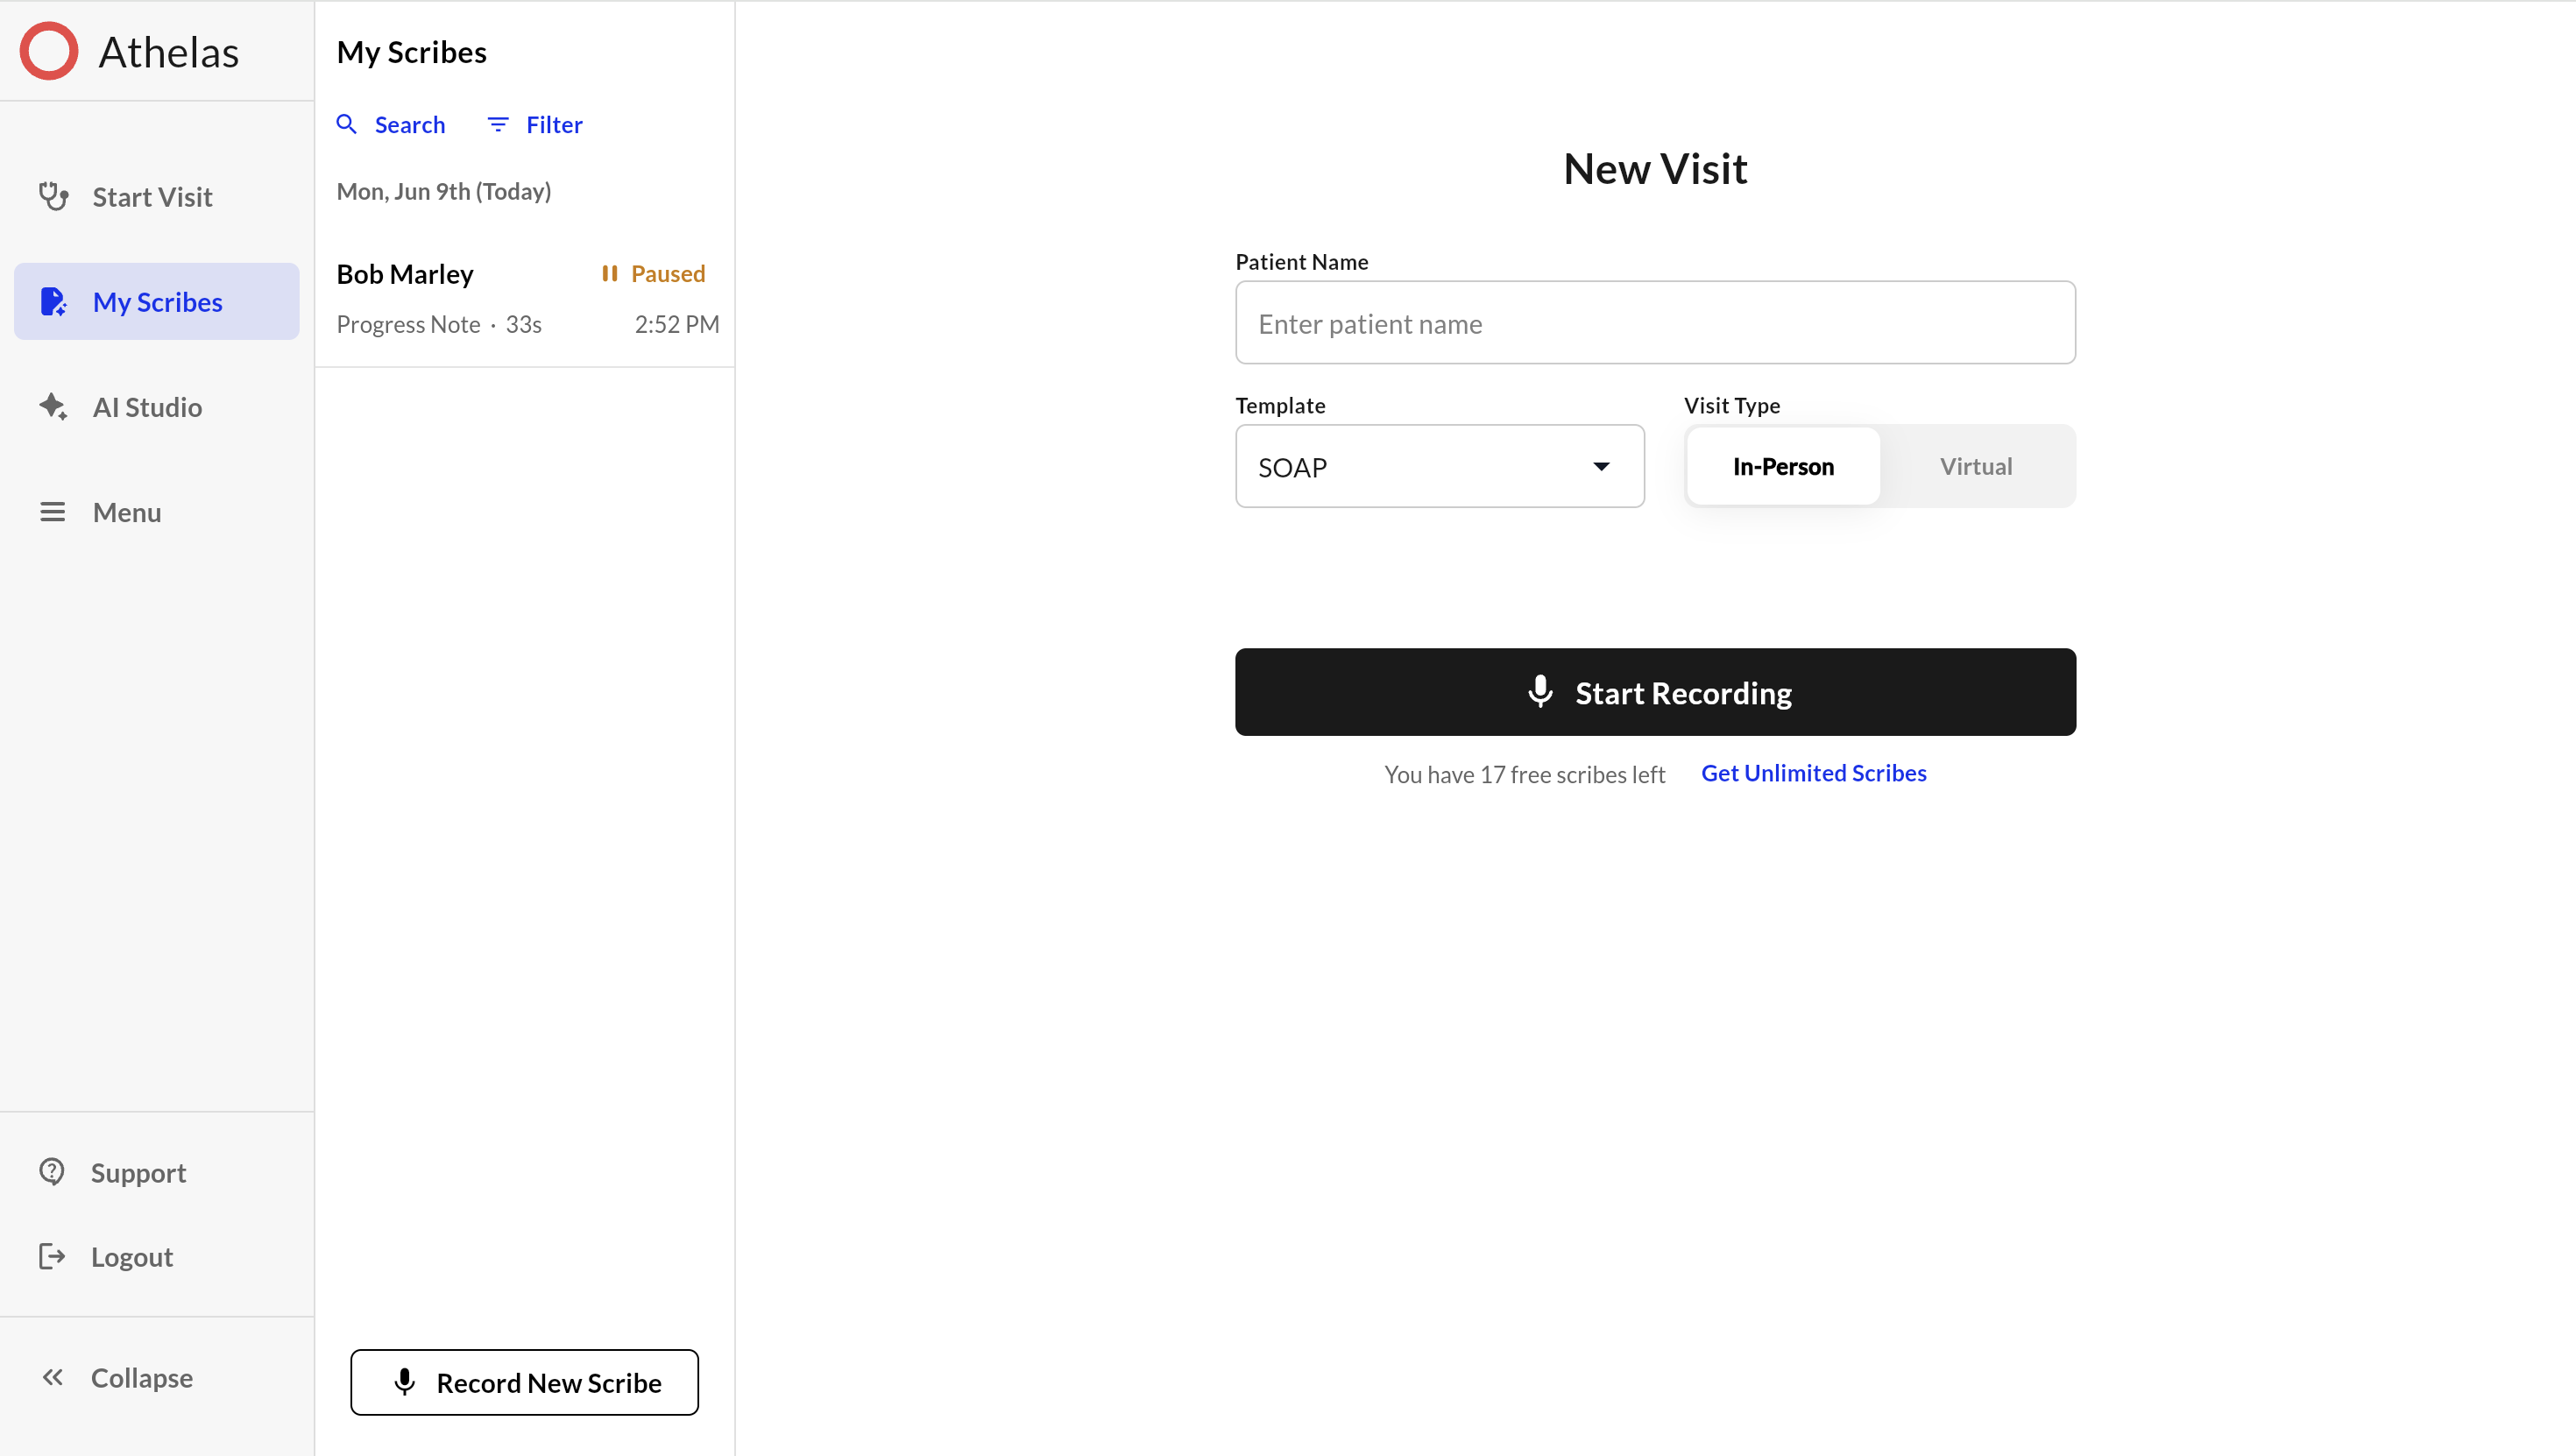 Athelas
Start Visit
My Scribes
AI Studio
Menu
Support
Logout
Collapse
My Scribes
Search Filter
Mon, Jun 9th (Today)
Bob Marley Paused
Progress Note · 33s 2:52 PM
Record New Scribe
New Visit
Patient Name
Enter patient name
Template Visit Type
SOAP In-Person Virtual
Start Recording
You have 17 free scribes left Get Unlimited Scribes